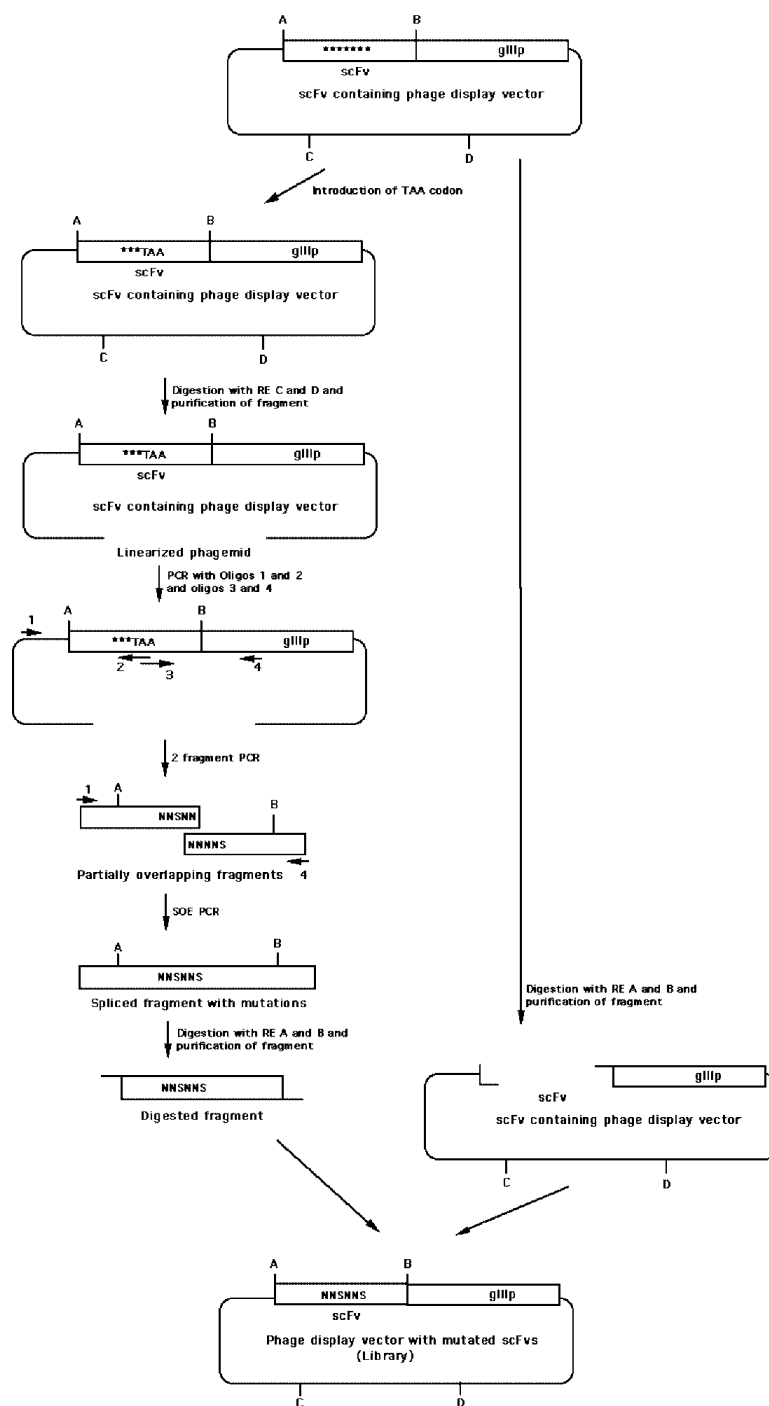 A B
******* gIIIp
scFv
scFv containing phage display vector
C D
Introduction of TAA codon
A B
***TAA gIIIp
scFv
scFv containing phage display vector
C D
Digestion with RE C and D and
purification of fragment
A B
***TAA gIIIp
scFv
scFv containing phage display vector
Linearized phagemid
PCR with Oligos 1 and 2
and oligos 3 and 4
1 A B
***TAA gIIIp
2 3 4
2 fragment PCR
1 A B
NNSNN
NNNNS
Partially overlapping fragments 4
SOE PCR
A B
NNSNNS
Spliced fragment with mutations
Digestion with RE A and B and
purification of fragment
NNSNNS
Digested fragment
Digestion with RE A and B and
purification of fragment
gIIIp
scFv
scFv containing phage display vector
C D
A B
NNSNNS gIIIp
scFv
Phage display vector with mutated scFvs
(Library)
C D